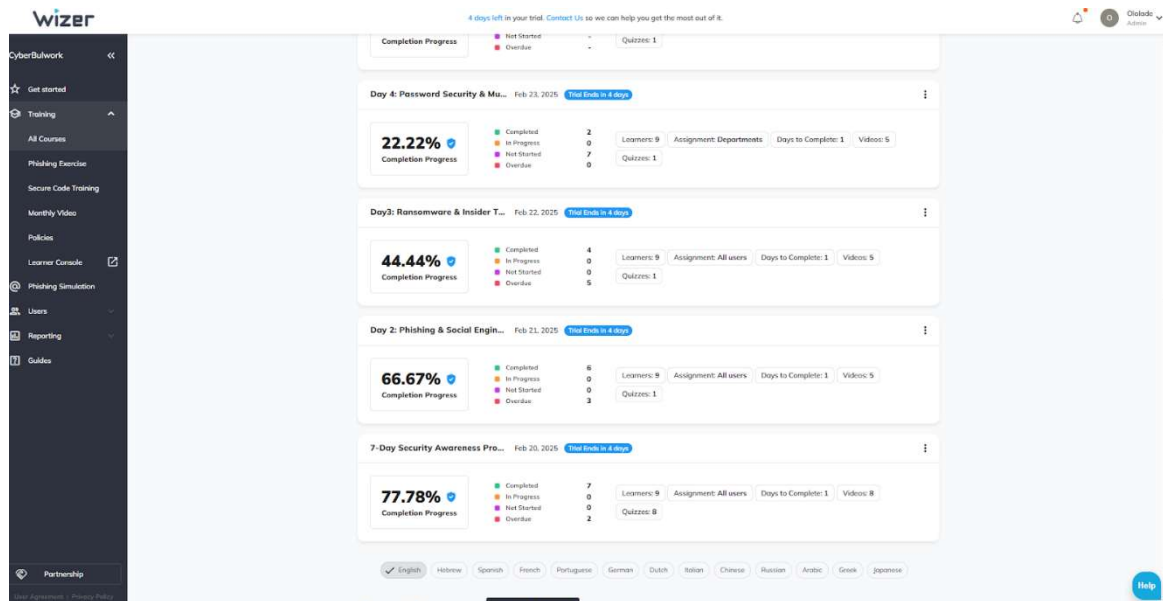 wizer
4 days left in your trial. Contact Us so we can help you get the most out of it.
O
Ololade
Admin
CyberBulwork
Get started
Training
All Courses
Phishing Exercise
Secure Code Training
Monthly Video
Policies
Learner Console
Phishing Simulation
Users
Reporting
Guides
Partnership
User Agreement | Privacy Policy
Completion Progress
Not Started -
Overdue -
Quizzes: 1
Day 4: Password Security & Mu... Feb 23, 2025 Trial Ends in 4 days
22.22%
Completion Progress
Completed 2
In Progress 0
Not Started 7
Overdue 0
Learners: 9 Assignment: Departments Days to Complete: 1 Videos: 5
Quizzes: 1
Day3: Ransomware & Insider T... Feb 22, 2025 Trial Ends in 4 days
44.44%
Completion Progress
Completed 4
In Progress 0
Not Started 0
Overdue 5
Learners: 9 Assignment: All users Days to Complete: 1 Videos: 5
Quizzes: 1
Day 2: Phishing & Social Engin... Feb 21, 2025 Trial Ends in 4 days
66.67%
Completion Progress
Completed 6
In Progress 0
Not Started 0
Overdue 3
Learners: 9 Assignment: All users Days to Complete: 1 Videos: 5
Quizzes: 1
7-Day Security Awareness Pro... Feb 20, 2025 Trial Ends in 4 days
77.78%
Completion Progress
Completed 7
In Progress 0
Not Started 0
Overdue 2
Learners: 9 Assignment: All users Days to Complete: 1 Videos: 8
Quizzes: 8
English Hebrew Spanish French Portuguese German Dutch Italian Chinese Russian Arabic Greek Japanese
Help